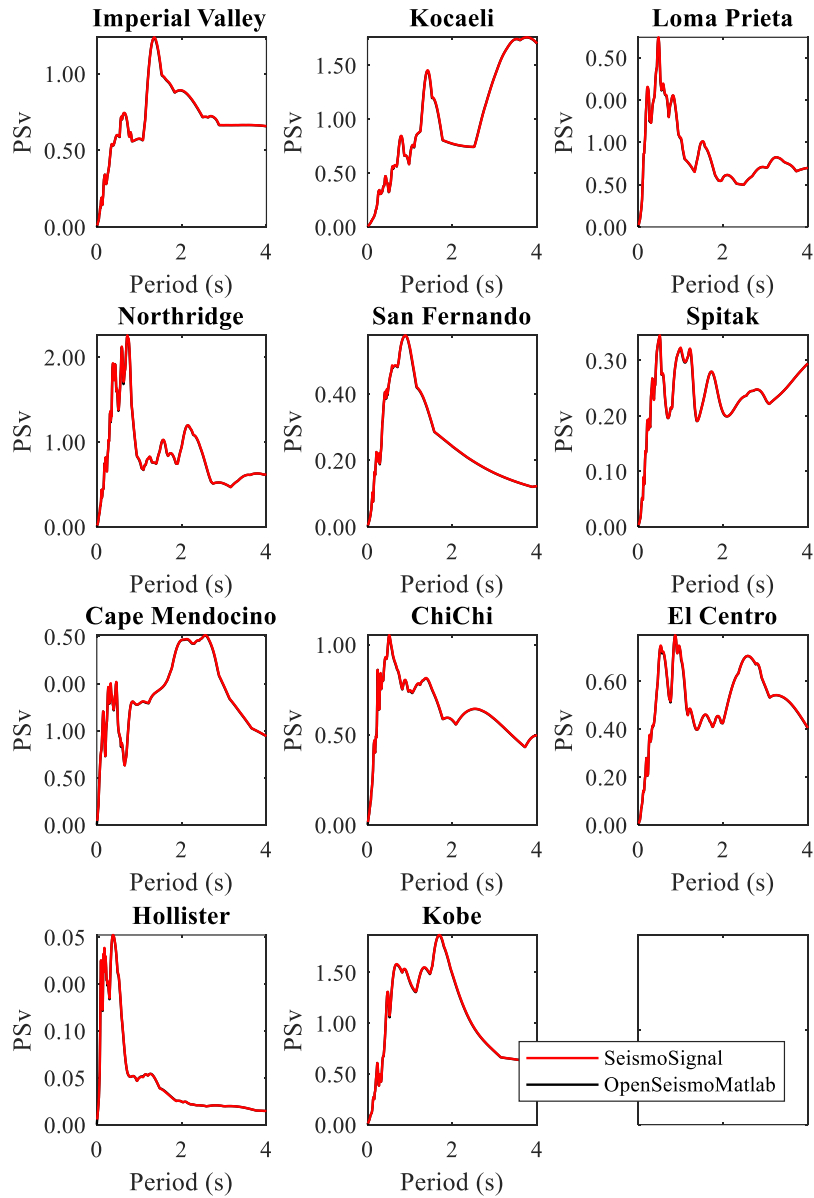 Imperial Valley
Kocaeli
Loma Prieta
1.00
0.50
0.00
PSv
0 2 4
Period (s)
1.50
1.00
0.50
0.00
PSv
0 2 4
Period (s)
0.50
0.00
1.00
0.50
0.00
PSv
0 2 4
Period (s)
Northridge
San Fernando
Spitak
2.00
1.00
0.00
PSv
0 2 4
Period (s)
0.40
0.20
0.00
PSv
0 2 4
Period (s)
0.30
0.20
0.10
0.00
PSv
0 2 4
Period (s)
Cape Mendocino
ChiChi
El Centro
0.50
0.00
1.00
0.50
0.00
PSv
0 2 4
Period (s)
1.00
0.50
0.00
PSv
0 2 4
Period (s)
0.60
0.40
0.20
0.00
PSv
0 2 4
Period (s)
Hollister
Kobe
0.05
0.00
0.10
0.05
0.00
PSv
0 2 4
Period (s)
1.50
1.00
0.50
0.00
PSv
0 2 4
Period (s)
SeismoSignal
OpenSeismoMatlab